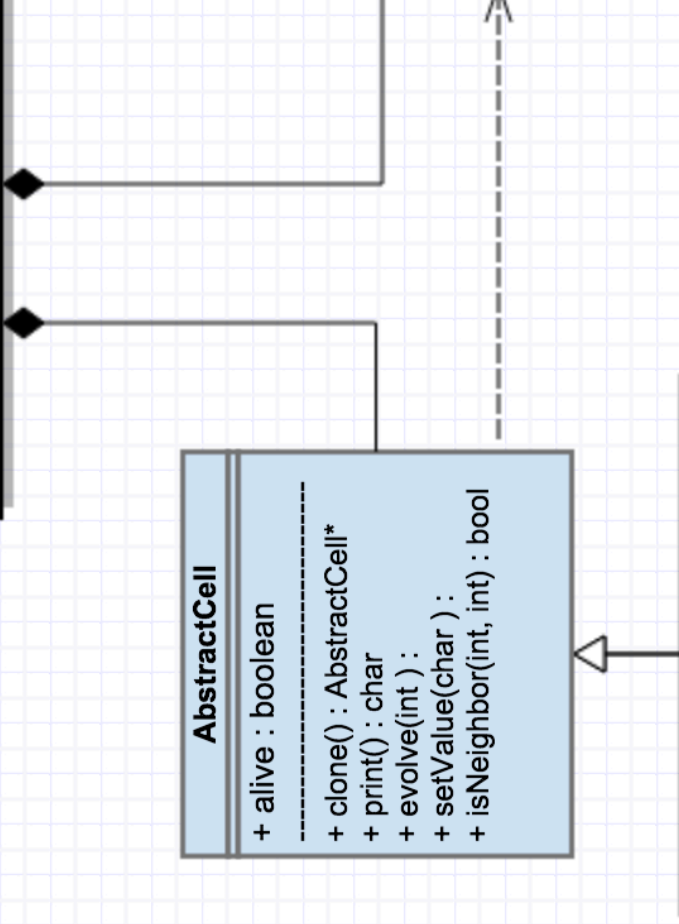 AbstractCell
+ alive : boolean
+ clone() : AbstractCell*
+ print() : char
+ evolve(int ) :
+ setValue(char ) :
+ isNeighbor(int, int) : bool